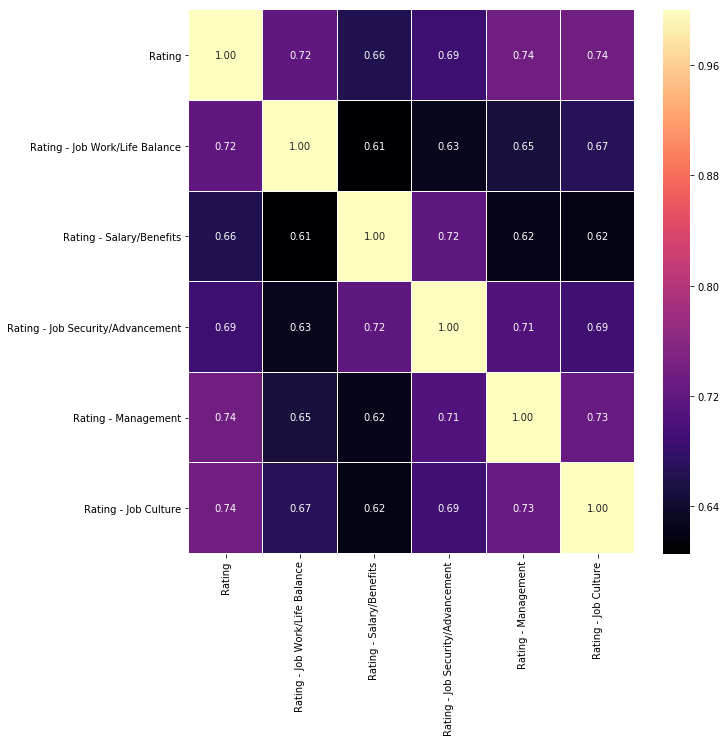 Rating 1.00 0.72 0.66 0.69 0.74 0.74
Rating - Job Work/Life Balance 0.72 1.00 0.61 0.63 0.65 0.67
Rating - Salary/Benefits 0.66 0.61 1.00 0.72 0.62 0.62
Rating - Job Security/Advancement 0.69 0.63 0.72 1.00 0.71 0.69
Rating - Management 0.74 0.65 0.62 0.71 1.00 0.73
Rating - Job Culture 0.74 0.67 0.62 0.69 0.73 1.00
Rating
Rating - Job Work/Life Balance
Rating - Salary/Benefits
Rating - Job Security/Advancement
Rating - Management
Rating - Job Culture
0.96
0.88
0.80
0.72
0.64